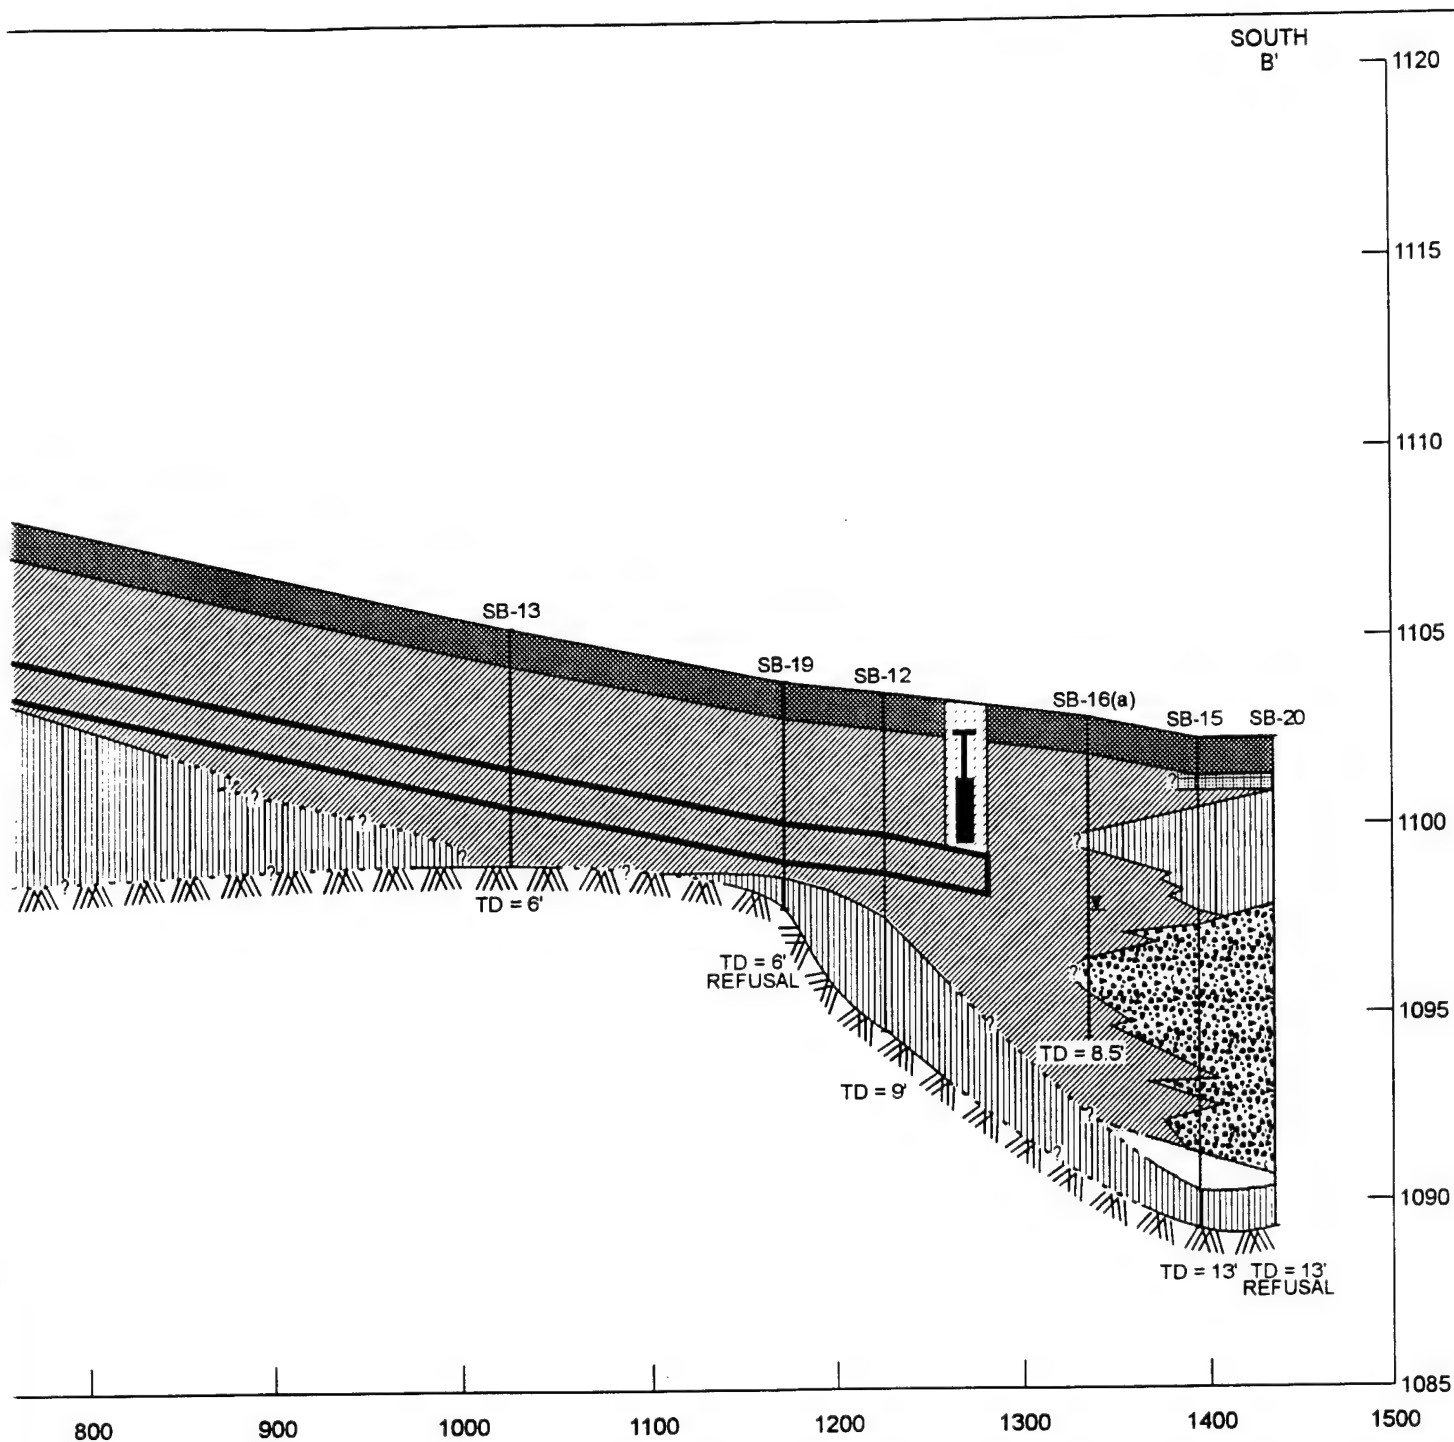 SOUTH
B'
1120
1115
1110
1105
1100
1095
1090
1085
SB-13
SB-19
SB-12
SB-16(a)
SB-15
SB-20
?
?
?
?
?
?
?
?
?
?
?
?
?
?
TD = 6'
TD = 6'
REFUSAL
TD = 8.5'
TD = 9'
TD = 13'
TD = 13'
REFUSAL
800
900
1000
1100
1200
1300
1400
1500